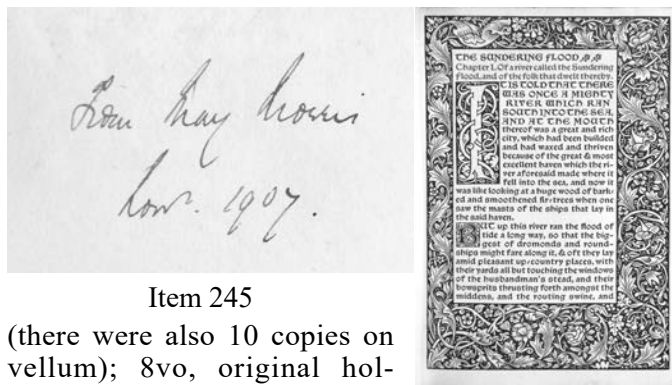 From May Morris
Novr. 1907.
Item 245
(there were also 10 copies on
vellum); 8vo, original hol-
THE SUNDERING FLOOD
Chapter I. Of a river called the Sundering
Flood, and of the folk that dwelt thereby.
IT IS TOLD THAT THERE
WAS ONCE A MIGHTY
RIVER WHICH RAN
SOUTH INTO THE SEA,
AND AT THE MOUTH
thereof was a great and rich
city, which had been builded
and had waxed and thriven
because of the great & most
excellent haven which the ri-
ver aforesaid made where it
fell into the sea, and now it
was like looking at a huge wood of bark-
ed and smoothened fir-trees when one
saw the masts of the ships that lay in
the said haven.
BUT up this river ran the flood of
tide a long way, so that the big-
gest of dromonds and round-
ships might fare along it, & oft they lay
amid pleasant up-country places, with
their yards all but touching the windows
of the husbandman's stead, and their
bowsprits thrusting forth amongst the
middens, and the routing swine, and